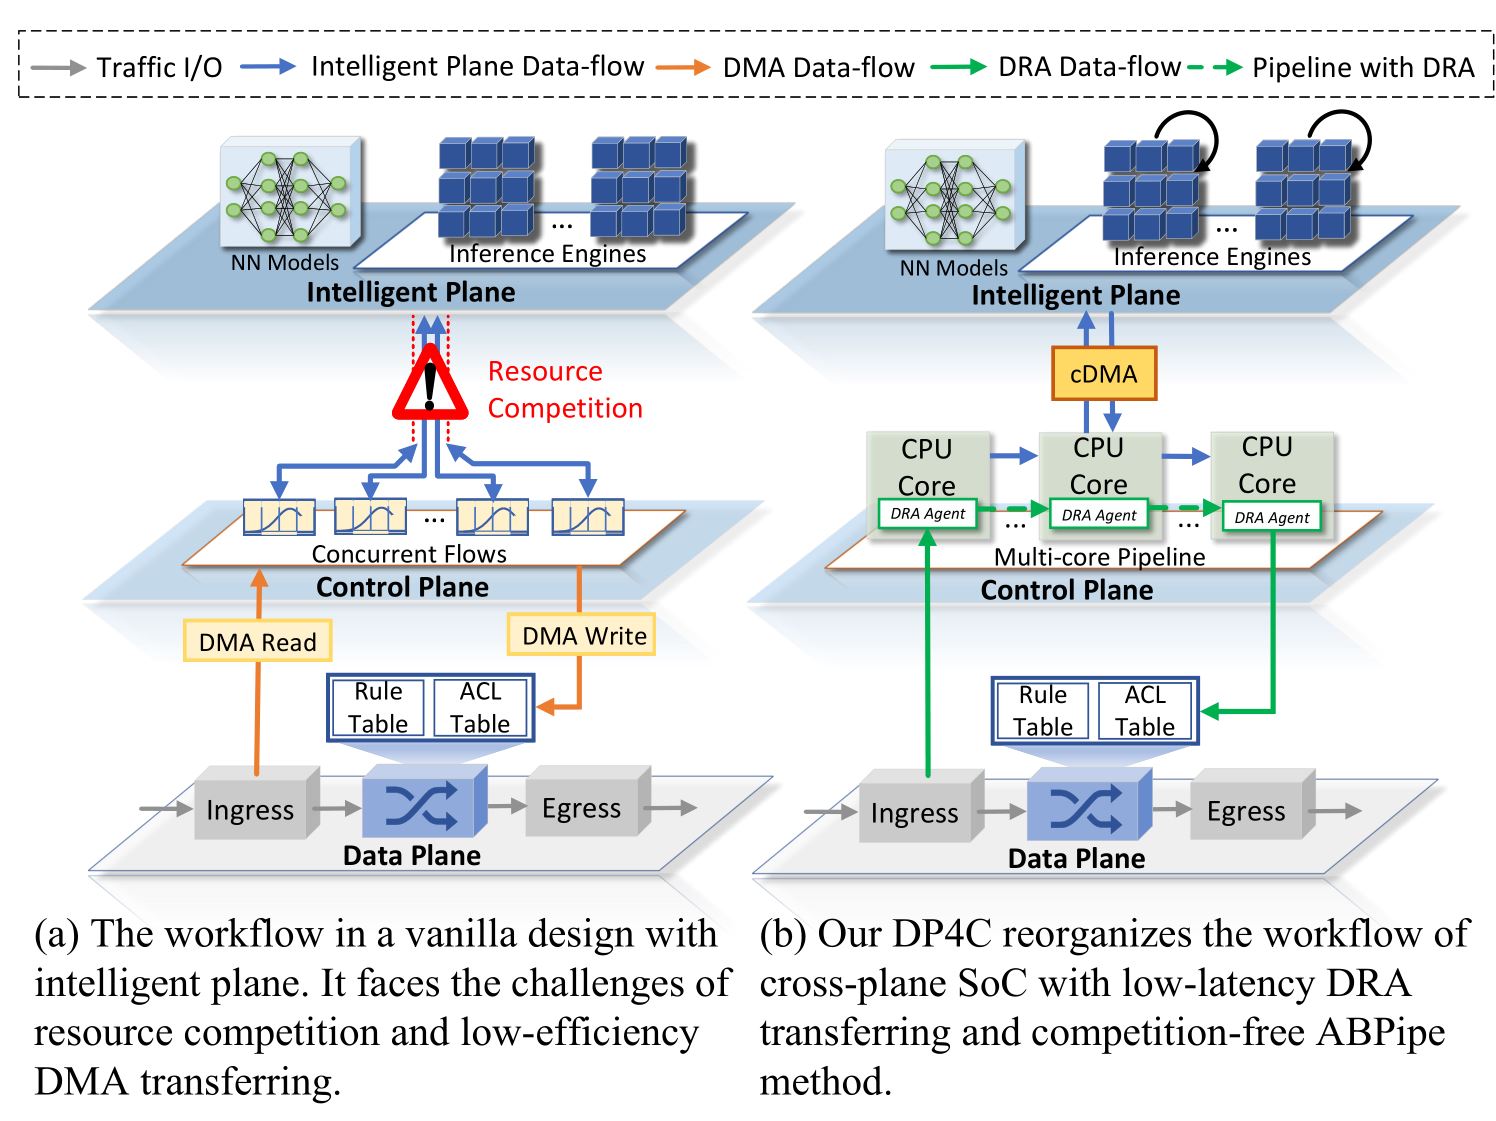 Traffic I/O Intelligent Plane Data-flow DMA Data-flow DRA Data-flow Pipeline with DRA
NN Models
...
Inference Engines
Intelligent Plane
Resource
Competition
...
Concurrent Flows
Control Plane
DMA Read
DMA Write
Rule
Table
ACL
Table
Ingress
Egress
Data Plane
(a) The workflow in a vanilla design with
intelligent plane. It faces the challenges of
resource competition and low-efficiency
DMA transferring.
NN Models
...
Inference Engines
Intelligent Plane
cDMA
CPU
Core
DRA Agent
...
CPU
Core
DRA Agent
...
CPU
Core
DRA Agent
Multi-core Pipeline
Control Plane
Rule
Table
ACL
Table
Ingress
Egress
Data Plane
(b) Our DP4C reorganizes the workflow of
cross-plane SoC with low-latency DRA
transferring and competition-free ABPipe
method.